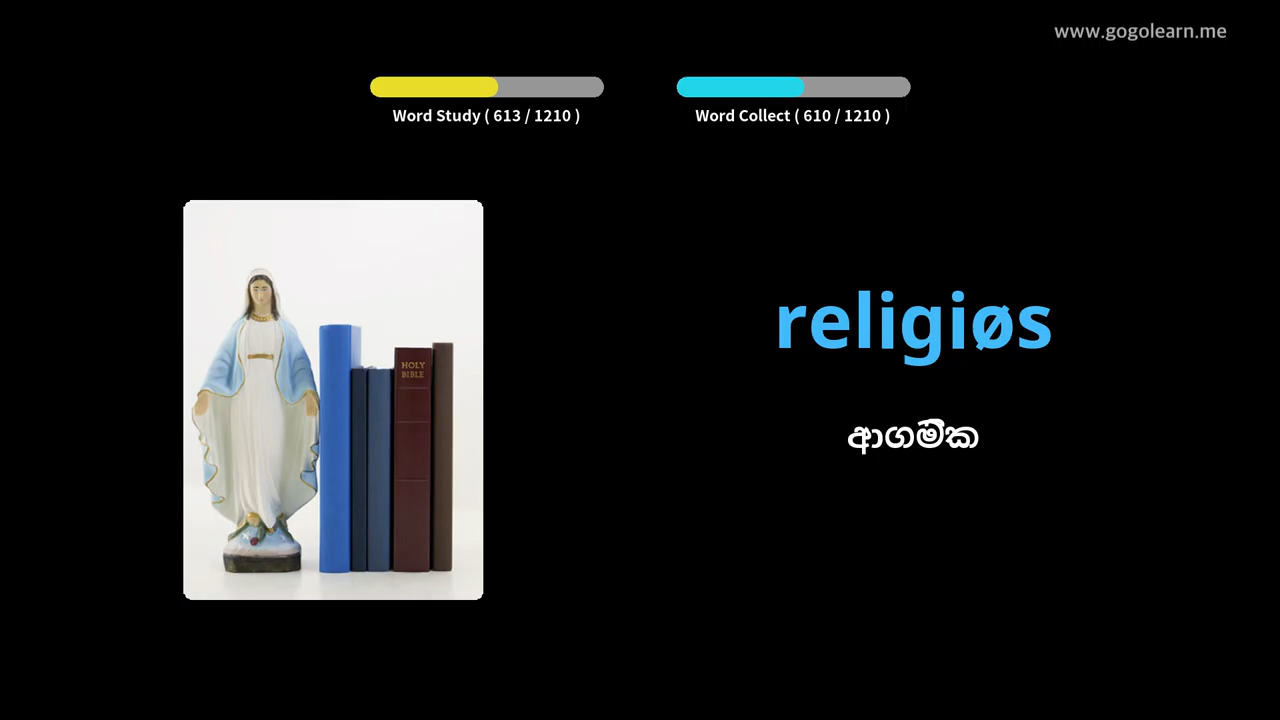 www.gogolearn.me
Word Study ( 613 / 1210 )
Word Collect ( 610 / 1210 )
HOLY
BIBLE
religiøs
ආගමික